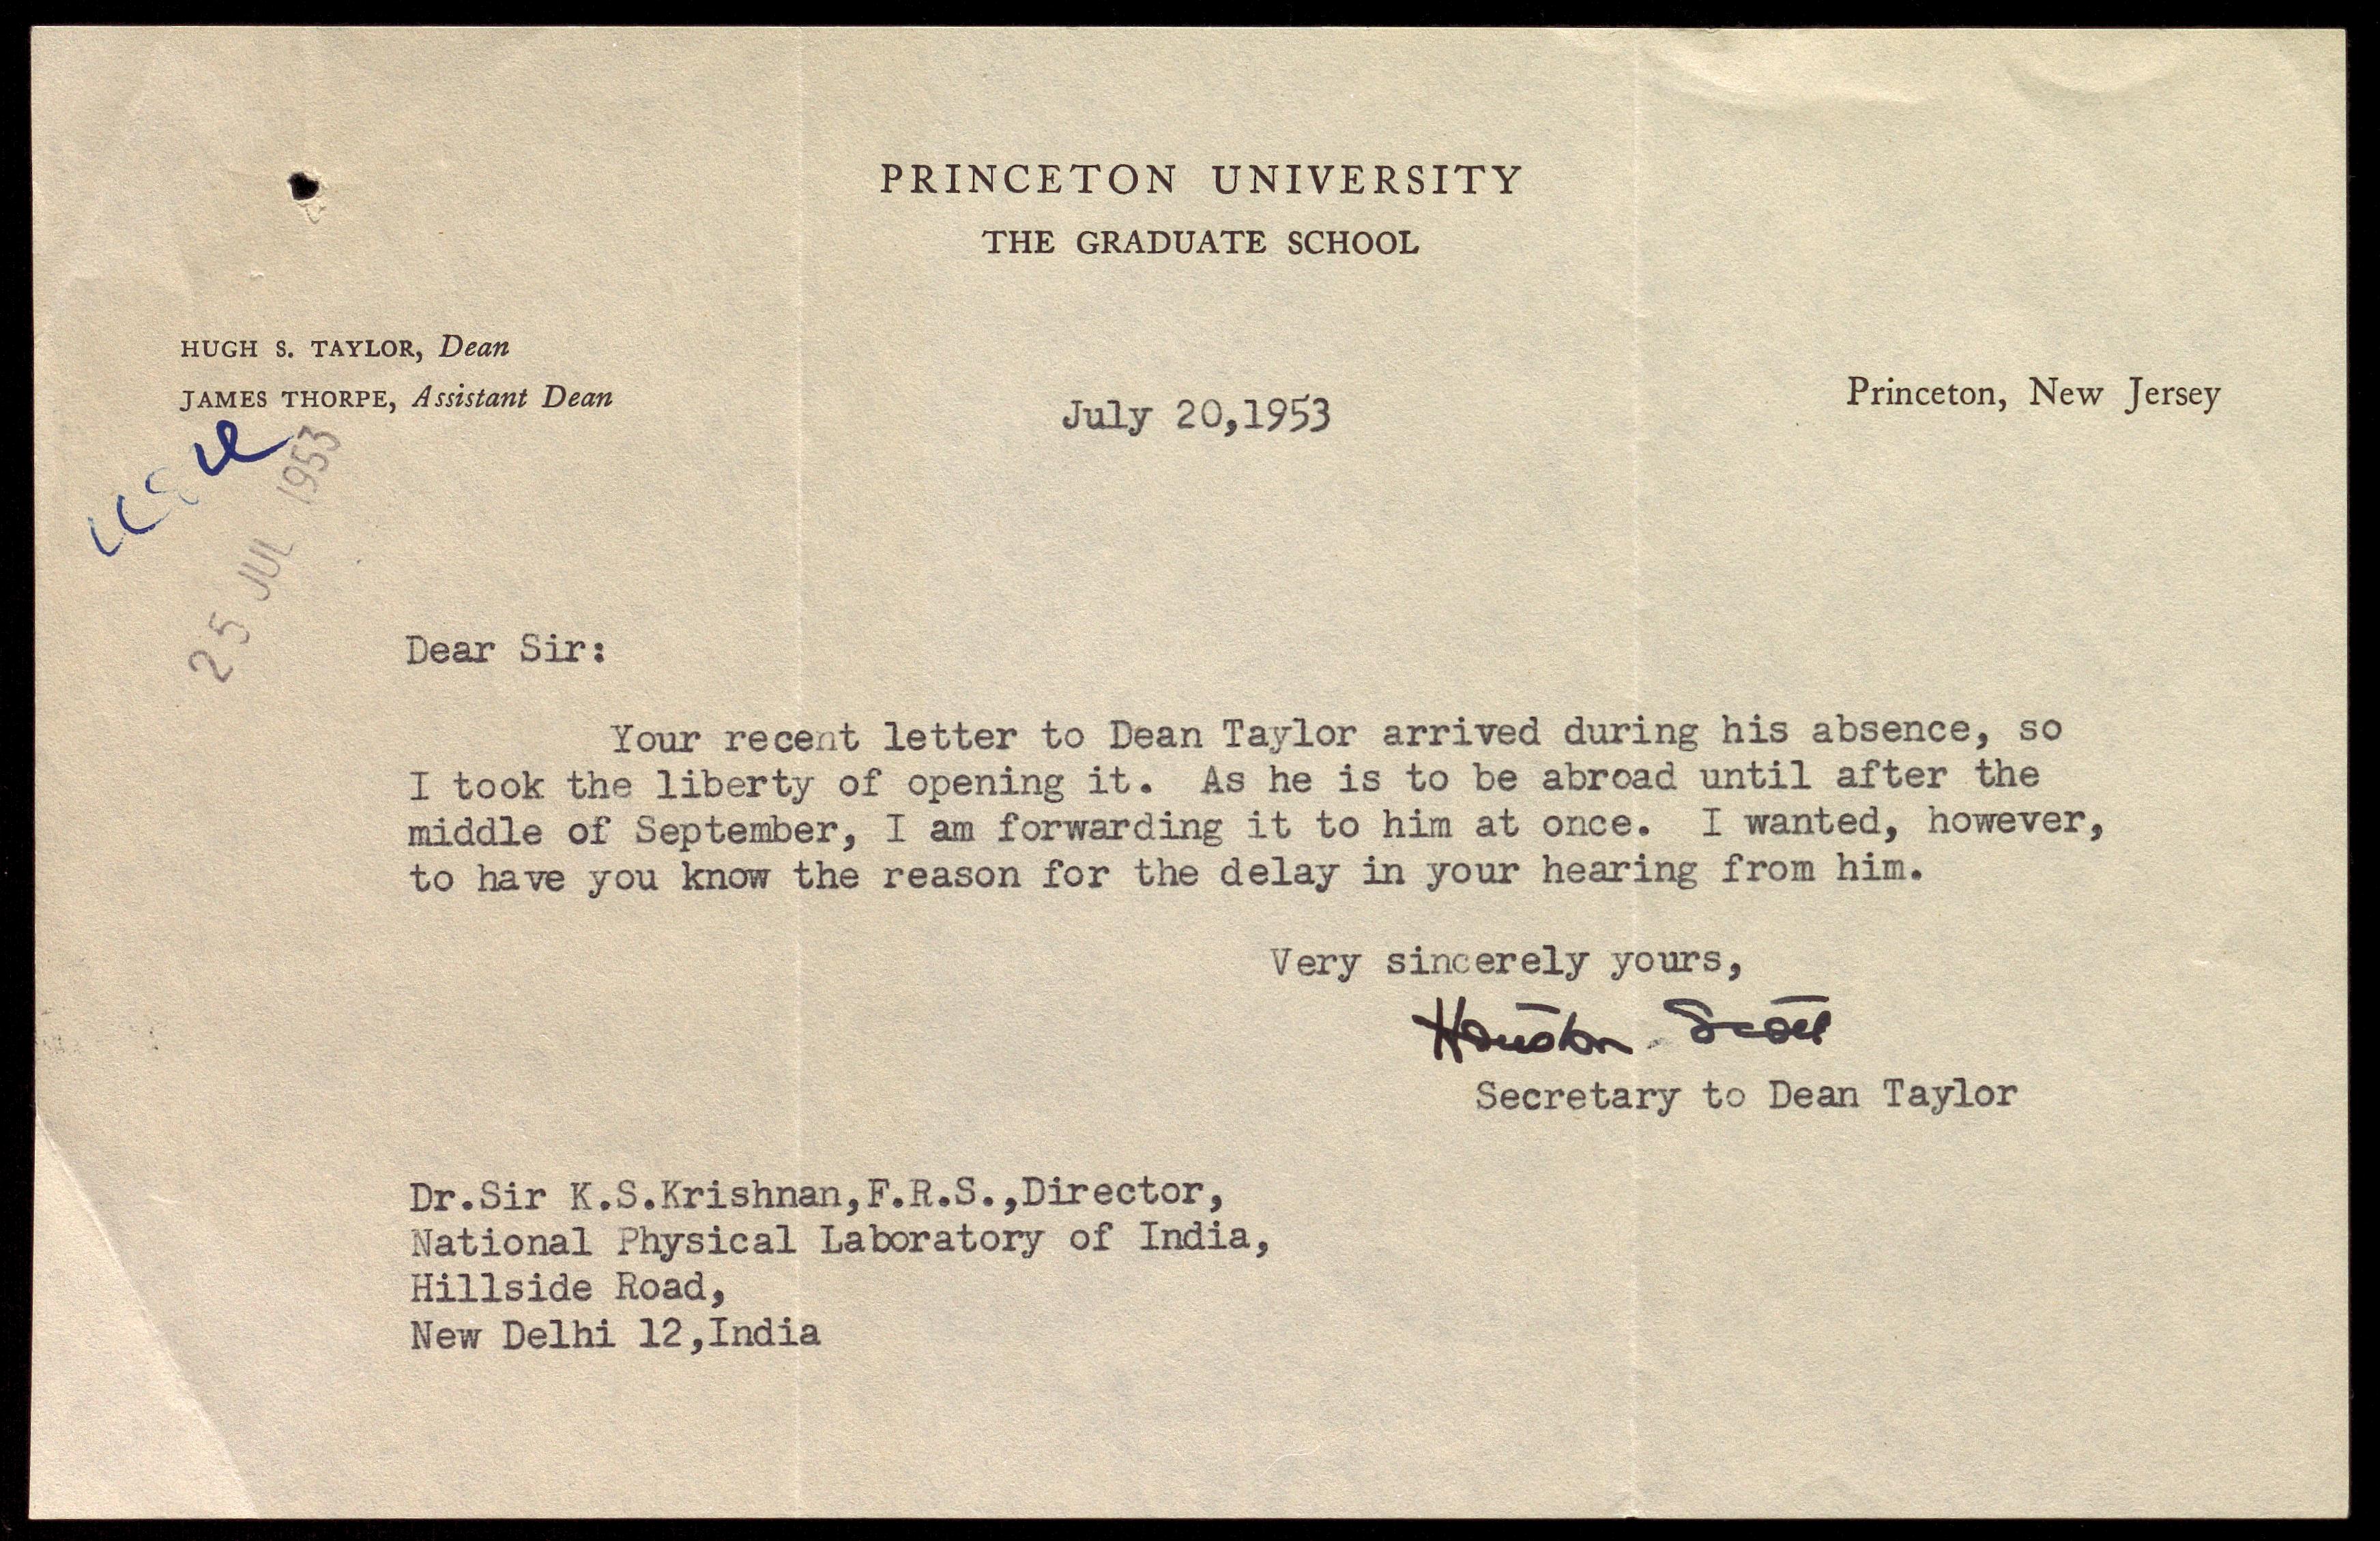 PRINCETON UNIVERSITY
THE GRADUATE SCHOOL
HUGH S. TAYLOR, Dean
JAMES THORPE, Assistant Dean
July 20,1953
Princeton, New Jersey
25 JUL 1953
Dear Sir:
Your recent letter to Dean Taylor arrived during his absence, so
I took the liberty of opening it. As he is to be abroad until after the
middle of September, I am forwarding it to him at once. I wanted, however,
to have you know the reason for the delay in your hearing from him.
Very sincerely yours,
Houston Scott
Secretary to Dean Taylor
Dr.Sir K.S.Krishnan,F.R.S.,Director,
National Physical Laboratory of India,
Hillside Road,
New Delhi 12,India